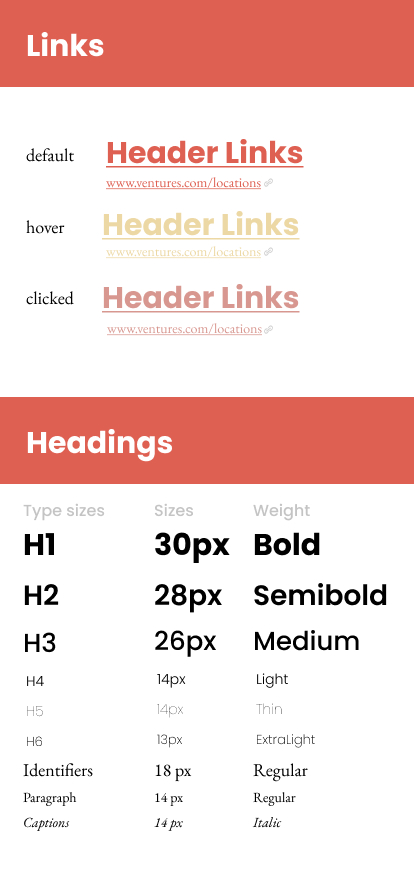 Links
default Header Links
www.ventures.com/locations
hover Header Links
www.ventures.com/locations
clicked Header Links
www.ventures.com/locations
Headings
Type sizes Sizes Weight
H1 30px Bold
H2 28px Semibold
H3 26px Medium
H4 14px Light
H5 14px Thin
H6 13px ExtraLight
Identifiers 18 px Regular
Paragraph 14 px Regular
Captions 14 px Italic